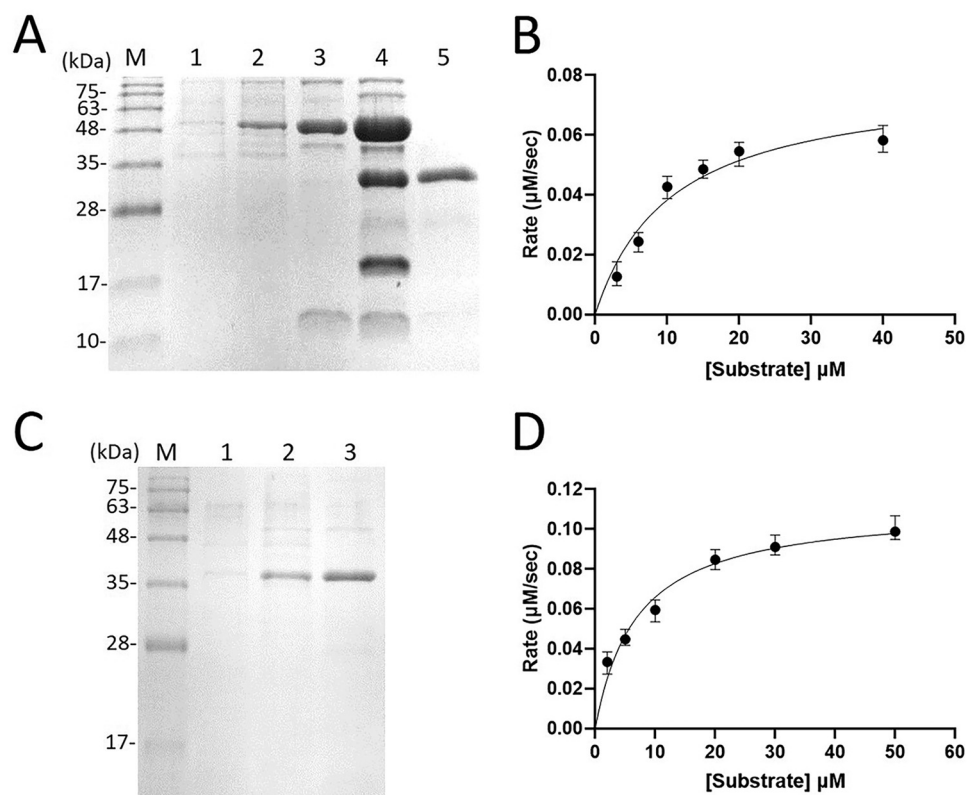 A
(kDa) M 1 2 3 4 5
75-
63-
48-
35-
28-
17-
10-
B
0.08
0.06
0.04
0.02
0.00
Rate (µM/sec)
0 10 20 30 40 50
[Substrate] µM
C
(kDa) M 1 2 3
75-
63-
48-
35-
28-
17-
D
0.12
0.10
0.08
0.06
0.04
0.02
0.00
Rate (µM/sec)
0 10 20 30 40 50 60
[Substrate] µM